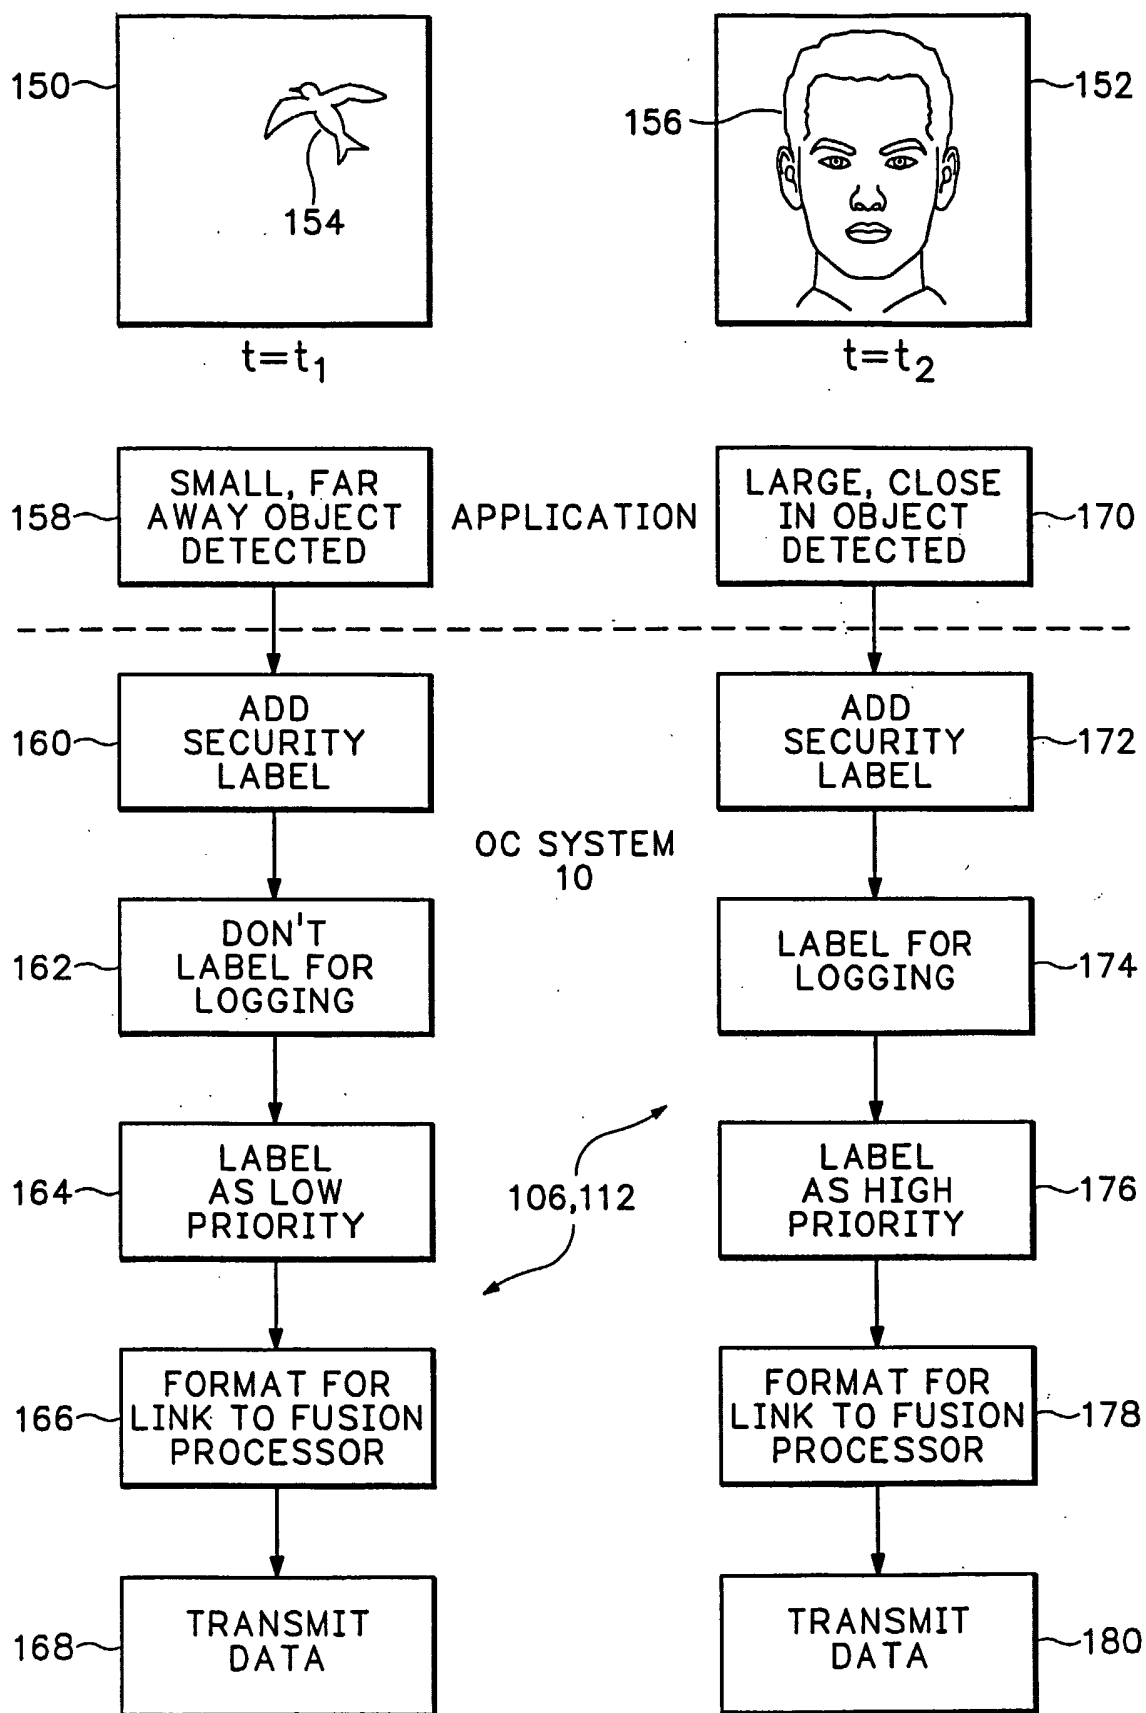 150
154
156
152
t=t1
t=t2
158
SMALL, FAR
AWAY OBJECT
DETECTED
APPLICATION
LARGE, CLOSE
IN OBJECT
DETECTED
170
160
ADD
SECURITY
LABEL
ADD
SECURITY
LABEL
172
OC SYSTEM
10
162
DON'T
LABEL FOR
LOGGING
LABEL FOR
LOGGING
174
164
LABEL
AS LOW
PRIORITY
106,112
LABEL
AS HIGH
PRIORITY
176
166
FORMAT FOR
LINK TO FUSION
PROCESSOR
FORMAT FOR
LINK TO FUSION
PROCESSOR
178
168
TRANSMIT
DATA
TRANSMIT
DATA
180